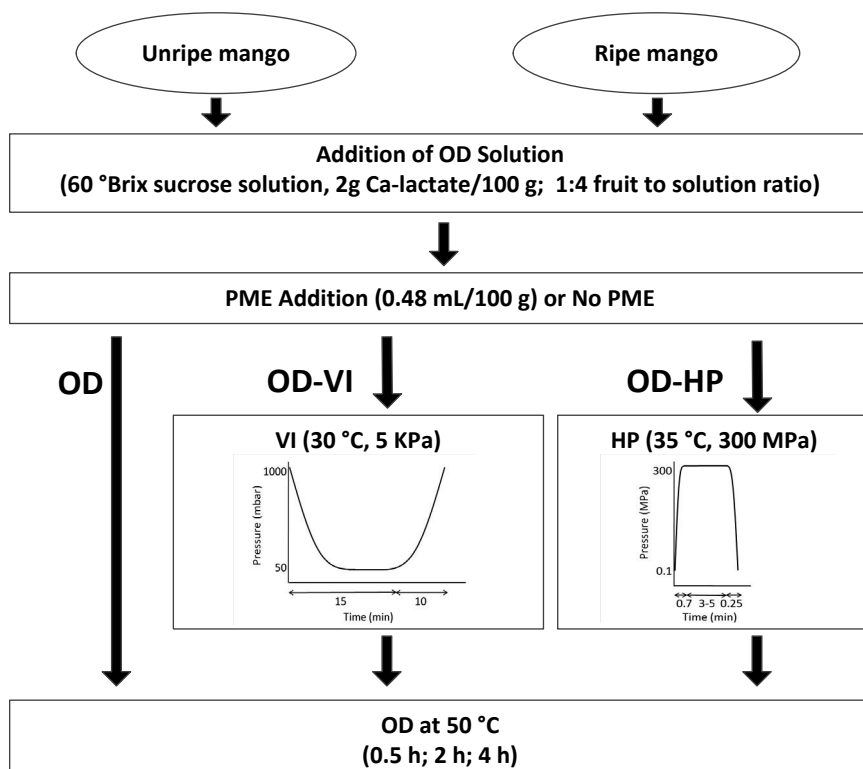 Unripe mango
Ripe mango
Addition of OD Solution
(60 °Brix sucrose solution, 2g Ca-lactate/100 g; 1:4 fruit to solution ratio)
PME Addition (0.48 mL/100 g) or No PME
OD
OD-VI
OD-HP
VI (30 °C, 5 KPa)
1000
Pressure (mbar)
50
15
10
Time (min)
HP (35 °C, 300 MPa)
300
Pressure (MPa)
0.1
0.7 3-5 0.25
Time (min)
OD at 50 °C
(0.5 h; 2 h; 4 h)